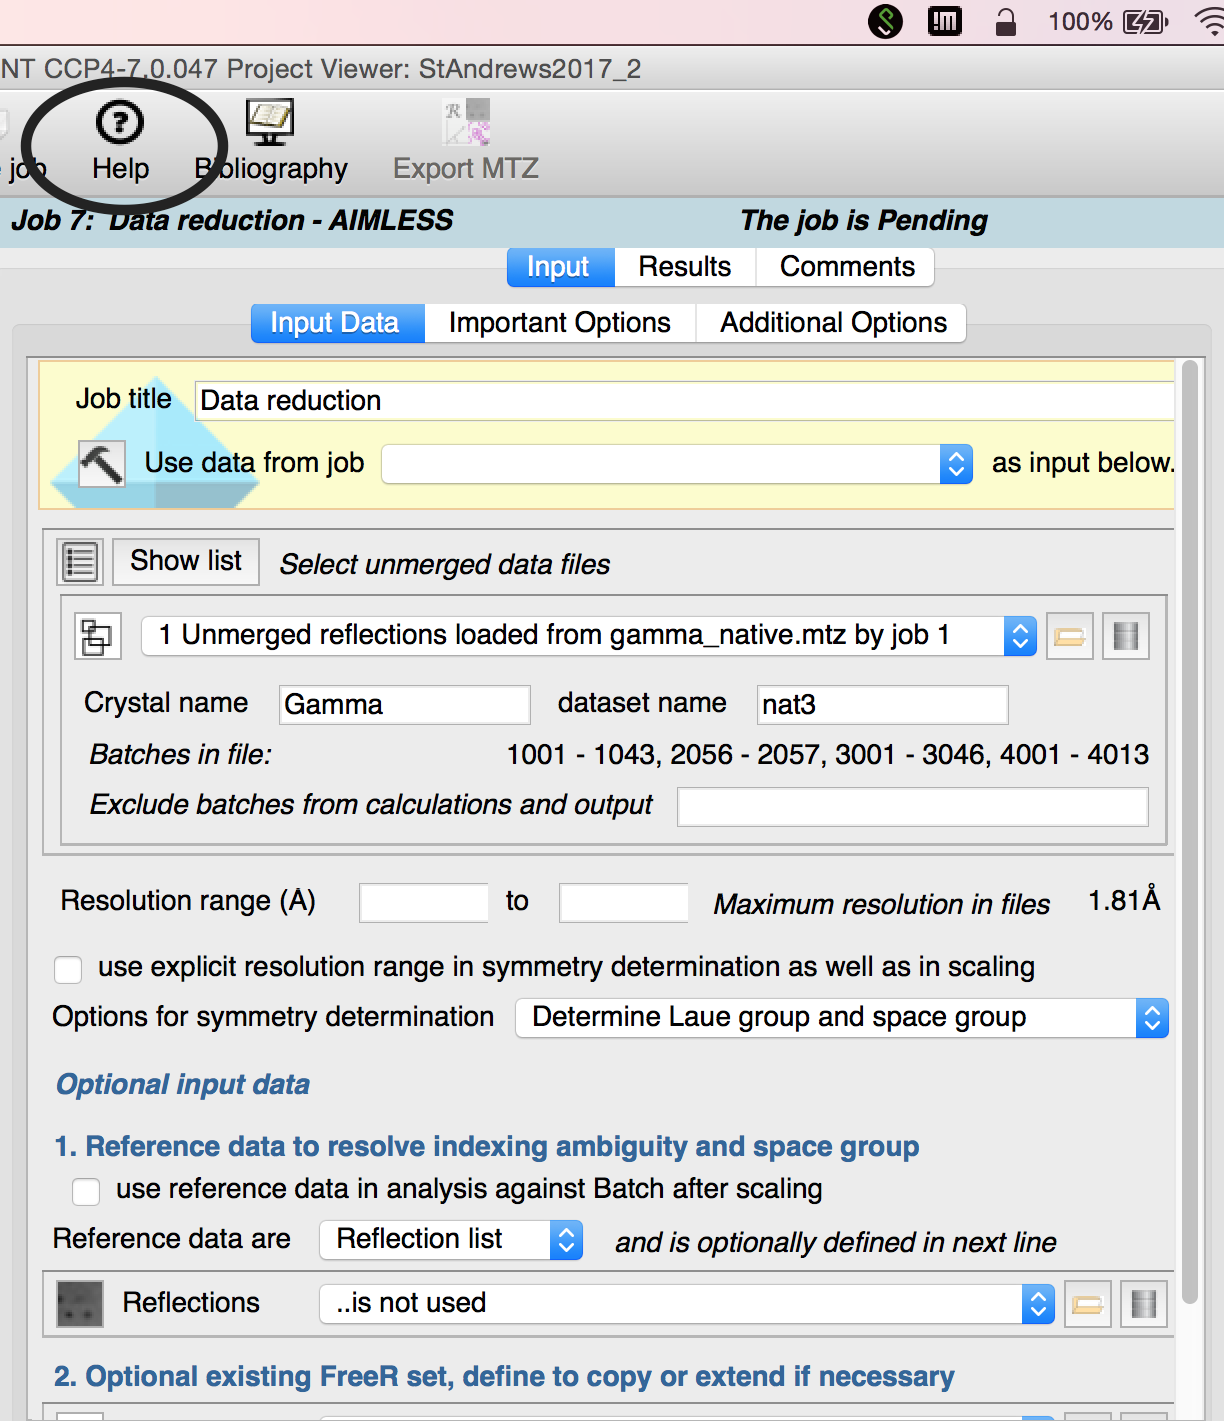 100%
NT CCP4-7.0.047 Project Viewer: StAndrews2017_2
job Help Bibliography Export MTZ
Job 7: Data reduction - AIMLESS The job is Pending
Input Results Comments
Input Data Important Options Additional Options
Job title Data reduction
Use data from job as input below.
Show list Select unmerged data files
1 Unmerged reflections loaded from gamma_native.mtz by job 1
Crystal name Gamma dataset name nat3
Batches in file: 1001 - 1043, 2056 - 2057, 3001 - 3046, 4001 - 4013
Exclude batches from calculations and output
Resolution range (Å) to Maximum resolution in files 1.81Å
use explicit resolution range in symmetry determination as well as in scaling
Options for symmetry determination Determine Laue group and space group
Optional input data
1. Reference data to resolve indexing ambiguity and space group
use reference data in analysis against Batch after scaling
Reference data are Reflection list and is optionally defined in next line
Reflections ..is not used
2. Optional existing FreeR set, define to copy or extend if necessary